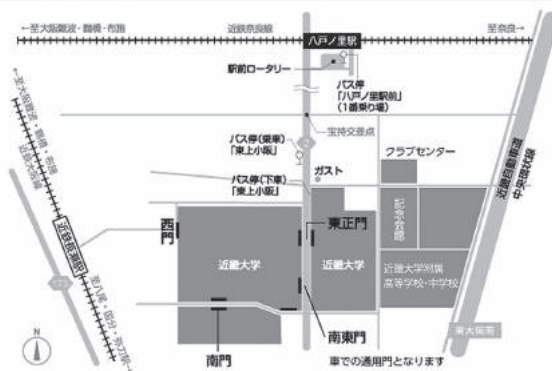 ←至大阪難波・鶴橋・布施
近鉄奈良線
至奈良→
八戸ノ里駅
駅前ロータリー
バス停
「八戸ノ里駅前」
(1番乗り場)
宝持交差点
バス停(乗車)
「東上小阪」
ガスト
クラブセンター
バス停(下車)
「東上小阪」
近畿自動車道
中央環状線
西門
東正門
近畿大学
近畿大学
近畿大学附属
高等学校・中学校
東大阪南
南東門
南門
車での通用門となります
N